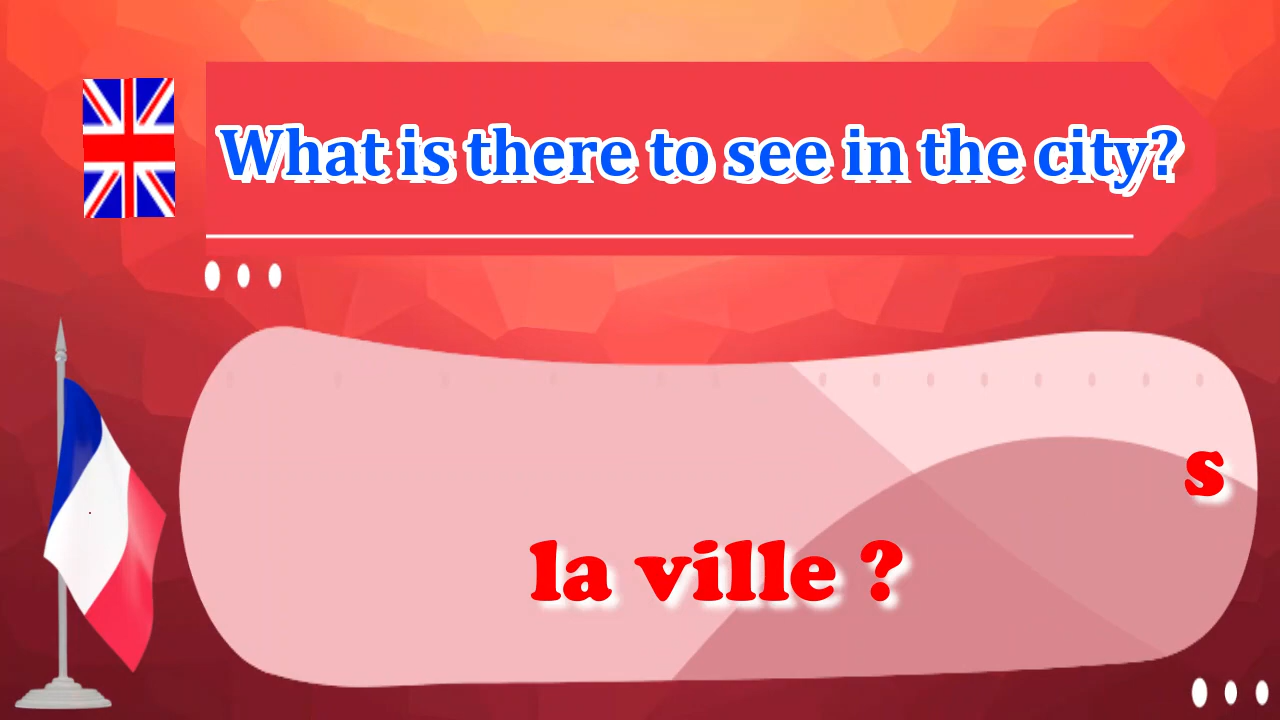 What is there to see in the city?
s
la ville ?